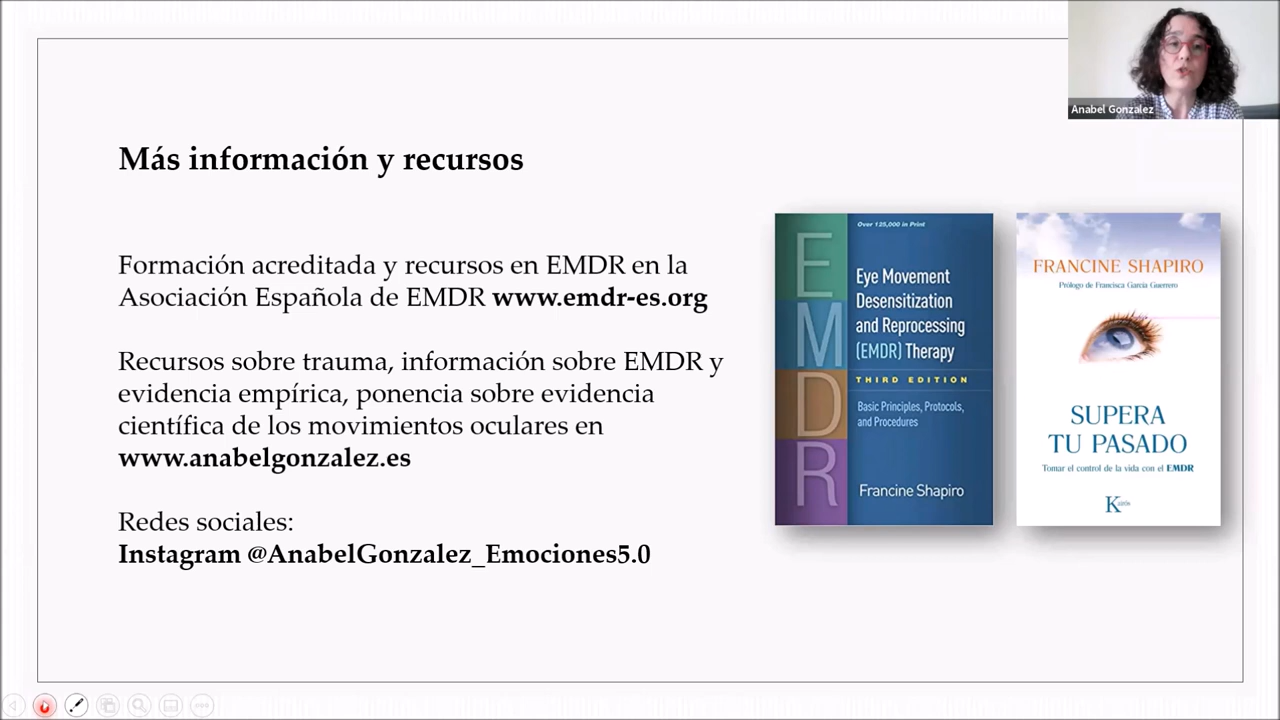 Anabel Gonzalez
Más información y recursos
Formación acreditada y recursos en EMDR en la
Asociación Española de EMDR www.emdr-es.org
Recursos sobre trauma, información sobre EMDR y
evidencia empírica, ponencia sobre evidencia
científica de los movimientos oculares en
www.anabelgonzalez.es
Redes sociales:
Instagram @AnabelGonzalez_Emociones5.0
EMDR
Over 125,000 in Print
Eye Movement
Desensitization
and Reprocessing
(EMDR) Therapy
THIRD EDITION
Basic Principles, Protocols,
and Procedures
Francine Shapiro
FRANCINE SHAPIRO
Prólogo de Francisca García Guerrero
SUPERA
TU PASADO
Tomar el control de la vida con el EMDR
Kairós